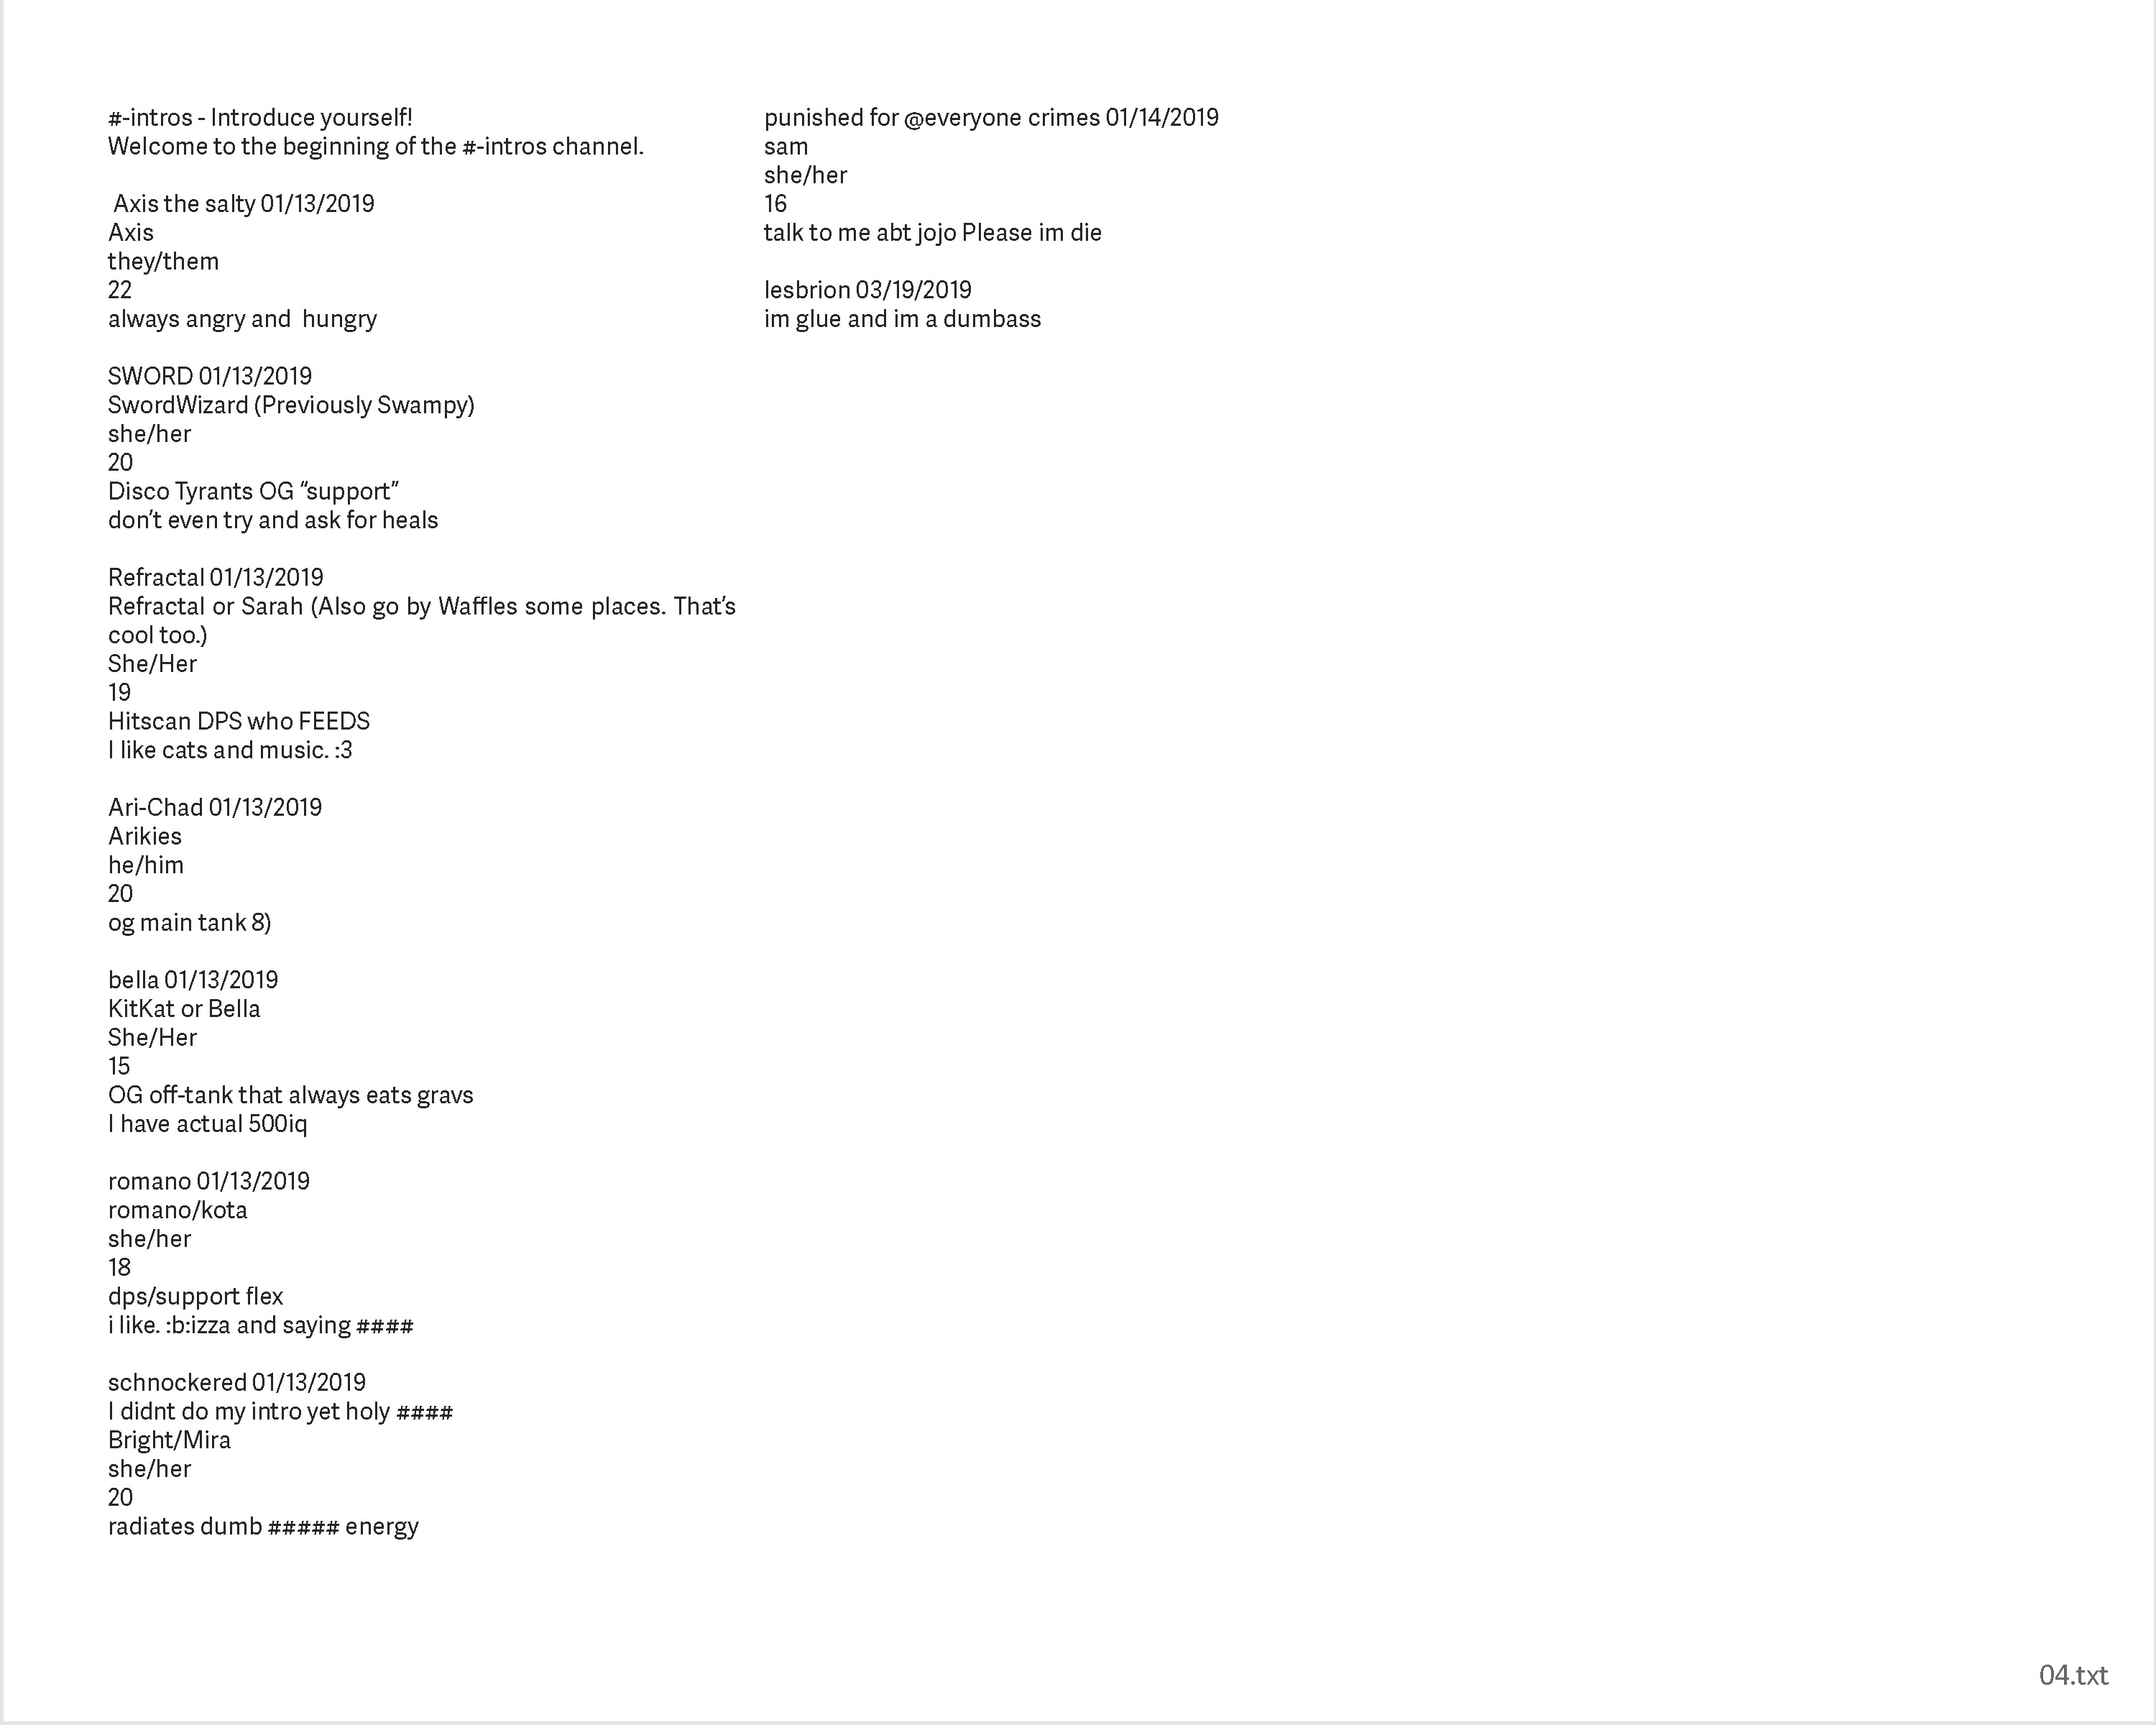 #-intros - Introduce yourself!
Welcome to the beginning of the #-intros channel.
Axis the salty 01/13/2019
Axis
they/them
22
always angry and  hungry
SWORD 01/13/2019
SwordWizard (Previously Swampy)
she/her
20
Disco Tyrants OG “support”
don’t even try and ask for heals
Refractal 01/13/2019
Refractal or Sarah (Also go by Waffles some places. That’s
cool too.)
She/Her
19
Hitscan DPS who FEEDS
I like cats and music. :3
Ari-Chad 01/13/2019
Arikies
he/him
20
og main tank 8)
bella 01/13/2019
KitKat or Bella
She/Her
15
OG off-tank that always eats gravs
I have actual 500iq
romano 01/13/2019
romano/kota
she/her
18
dps/support flex
i like. :b:izza and saying ####
schnockered 01/13/2019
I didnt do my intro yet holy ####
Bright/Mira
she/her
20
radiates dumb ##### energy
punished for @everyone crimes 01/14/2019
sam
she/her
16
talk to me abt jojo Please im die
lesbrion 03/19/2019
im glue and im a dumbass
04.txt